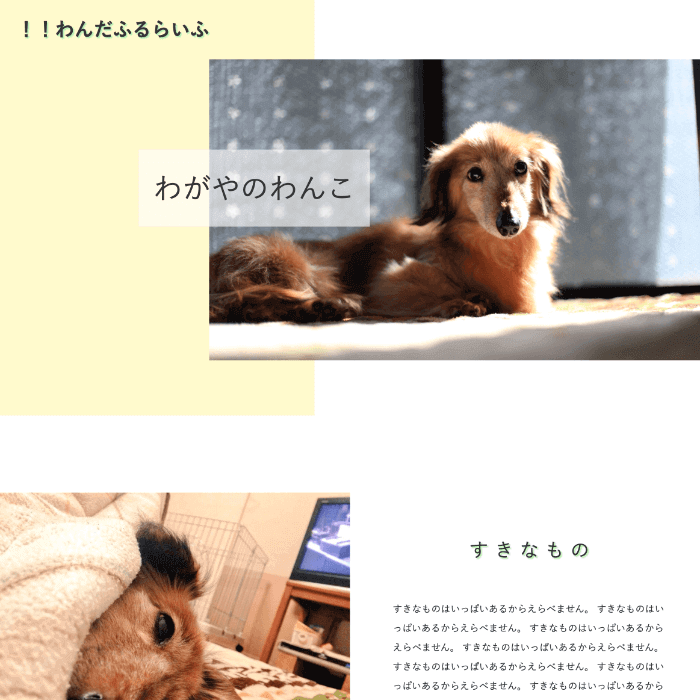 ！！わんだふるらいふ
わがやのわんこ
すきなもの
すきなものはいっぱいあるからえらべません。 すきなものはい
っぱいあるからえらべません。 すきなものはいっぱいあるから
えらべません。 すきなものはいっぱいあるからえらべません。
すきなものはいっぱいあるからえらべません。 すきなものはい
っぱいあるからえらべません。 すきなものはいっぱいあるから